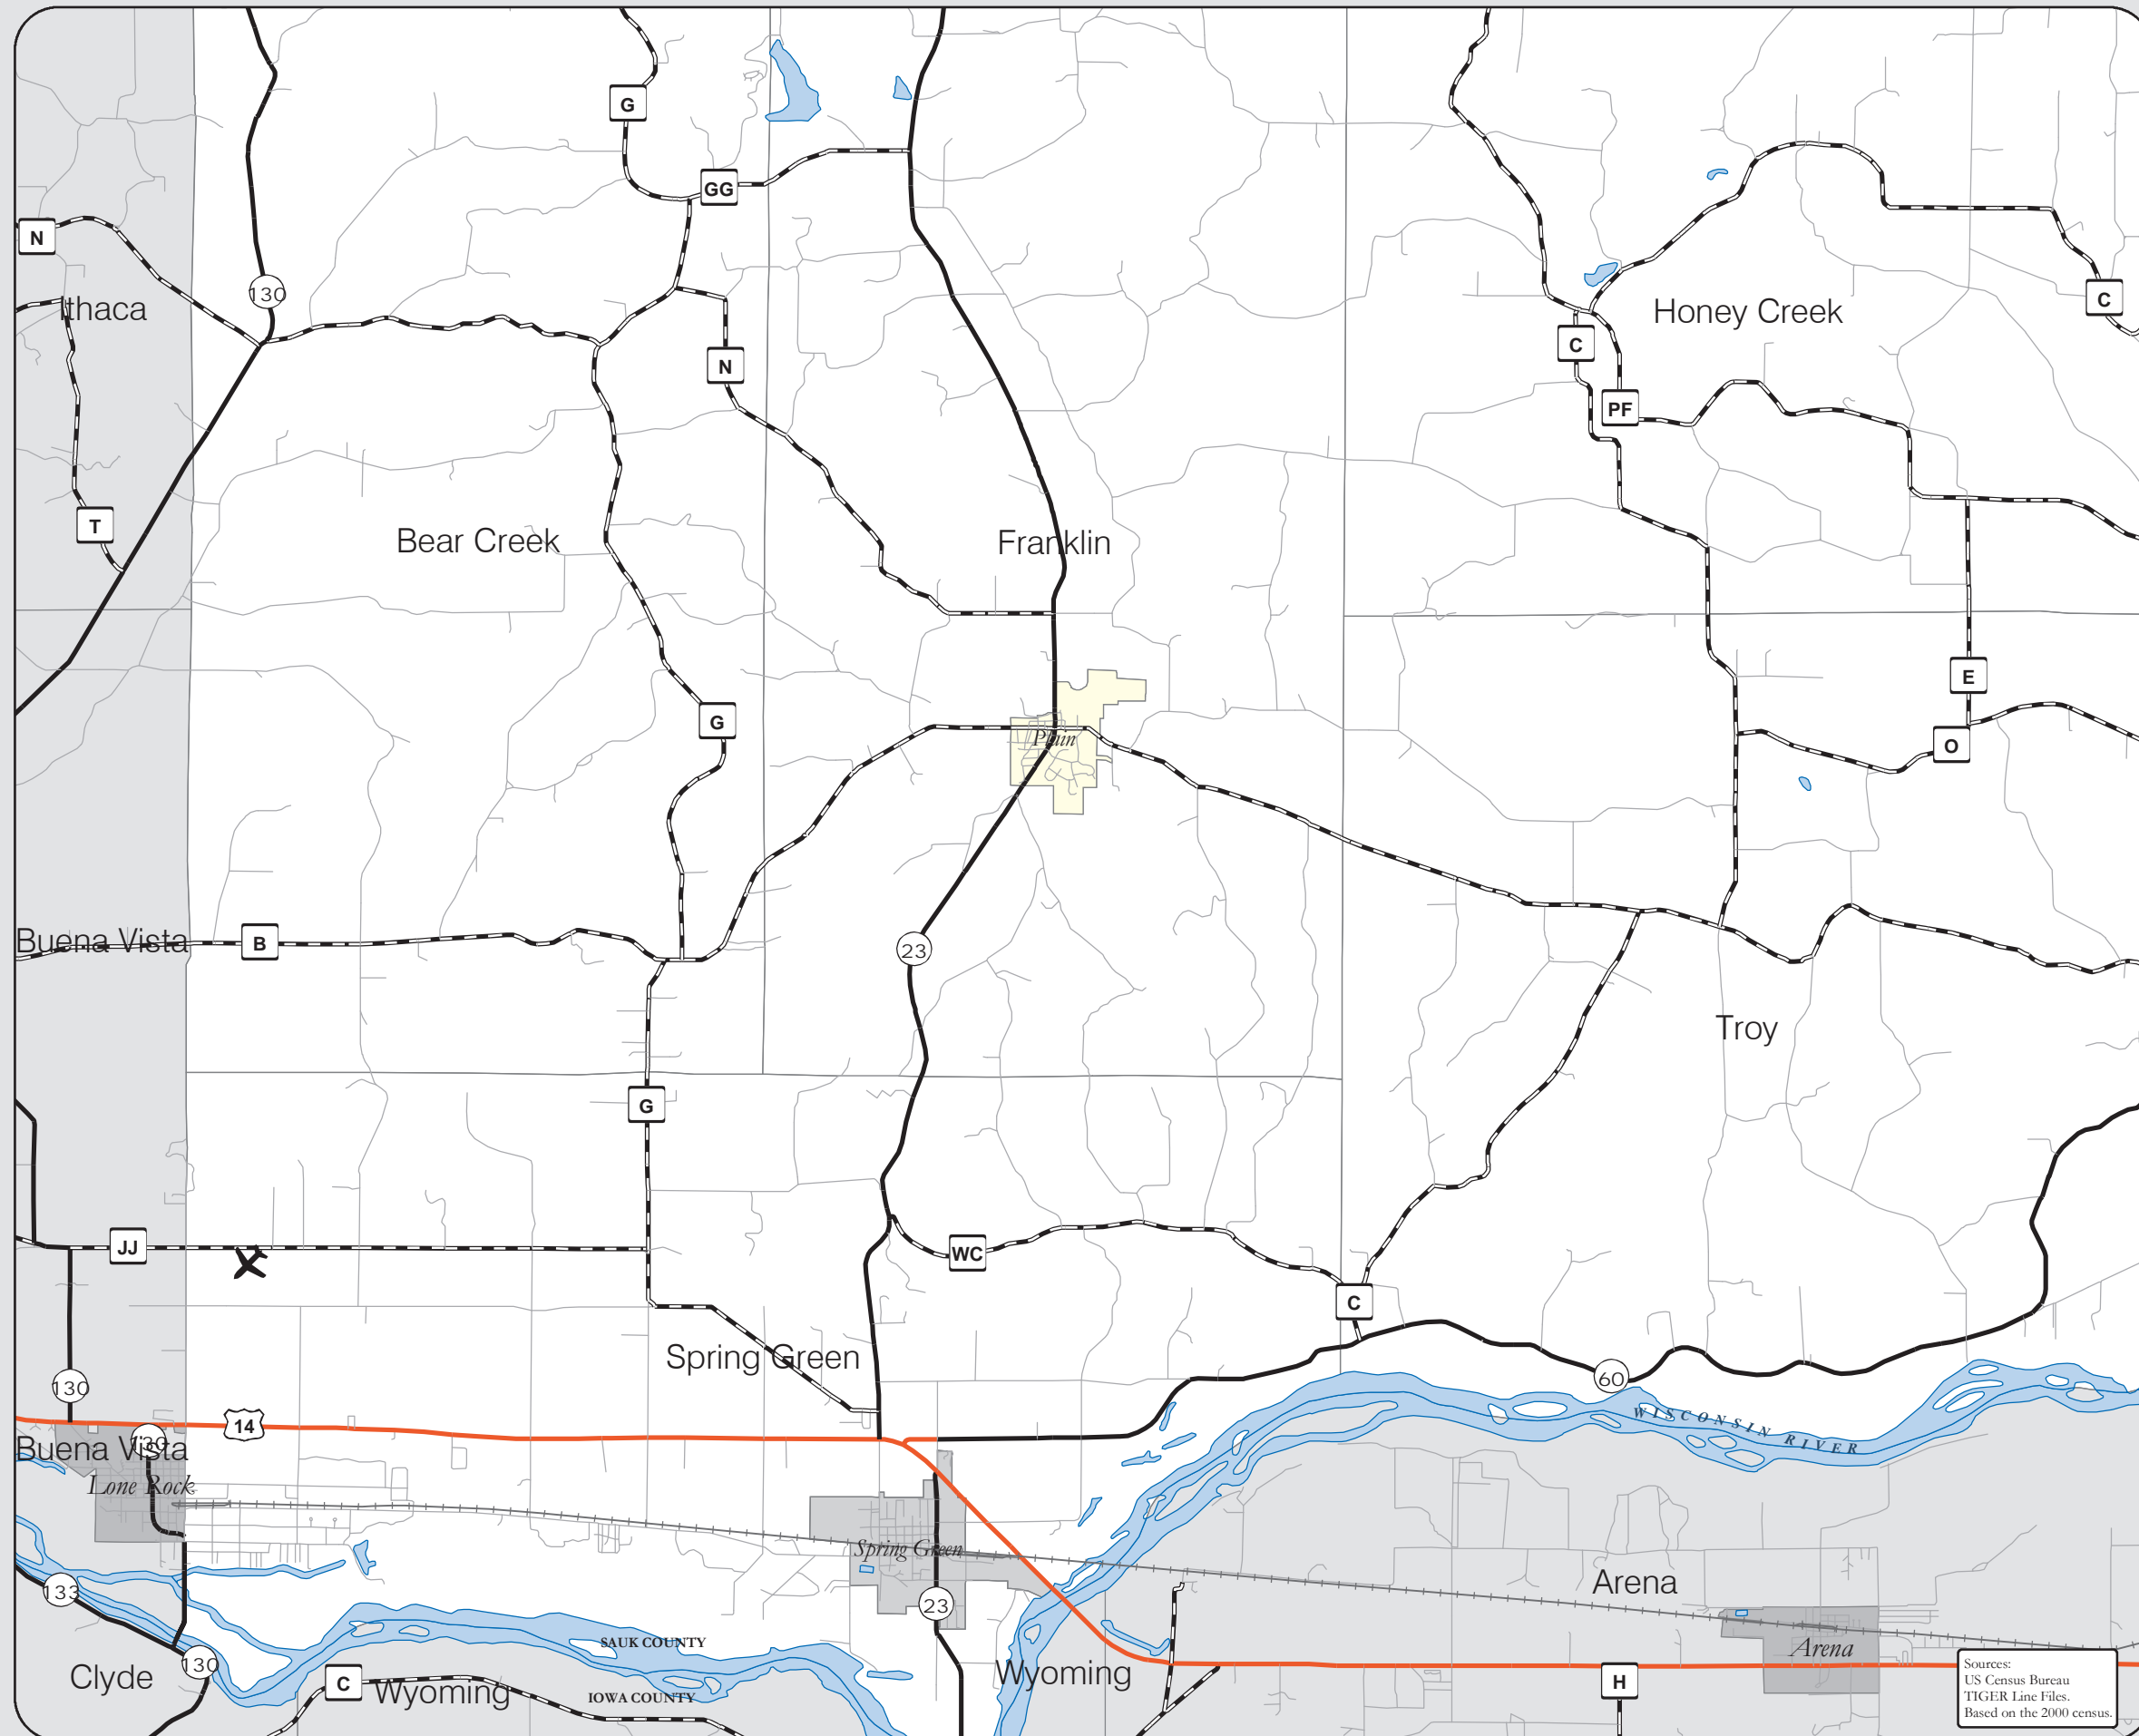 G
GG
N
130
Ithaca
Honey Creek
C
C
N
PF
T
Bear Creek
Franklin
E
G
Plain
O
Buena Vista
B
23
Troy
G
JJ
WC
C
Spring Green
130
60
14
WISCONSIN RIVER
130
Buena Vista
Lone Rock
Spring Green
Arena
133
23
SAUK COUNTY
Arena
130
Clyde
C
Wyoming
IOWA COUNTY
Wyoming
H
Sources:
US Census Bureau
TIGER Line Files.
Based on the 2000 census.